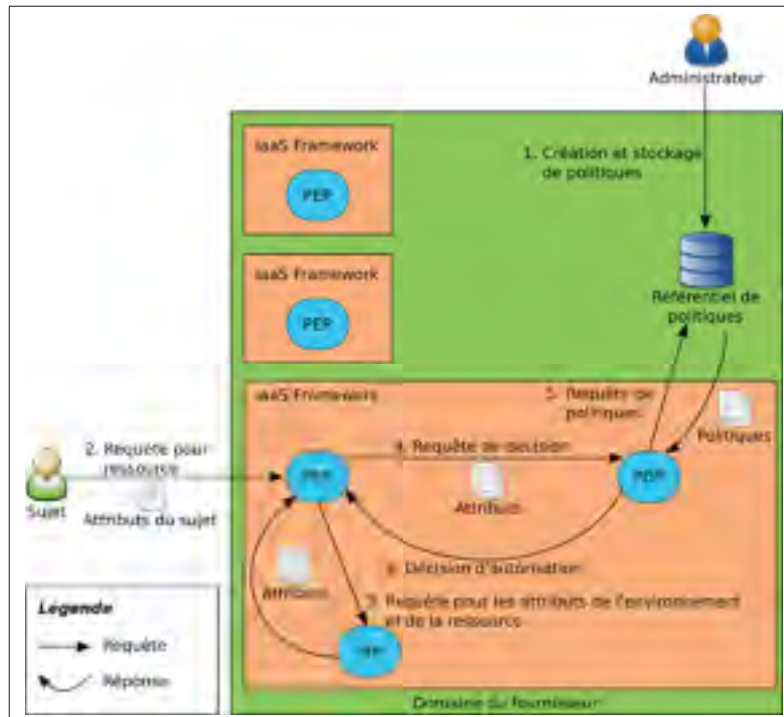 Administrateur
1. Création et stockage
de politiques
IaaS Framework
PEP
IaaS Framework
PEP
Référentiel de
politiques
IaaS Framework
5. Requête de
politiques
Politiques
2. Requête pour
ressource
4. Requête de décision
PEP
PDP
Sujet
Attributs du sujet
Attributs
Attributs
6. Décision d'autorisation
3. Requête pour les attributs de l'environnement
et de la ressource
PIP
Légende
Requête
Réponse
Domaine du fournisseur